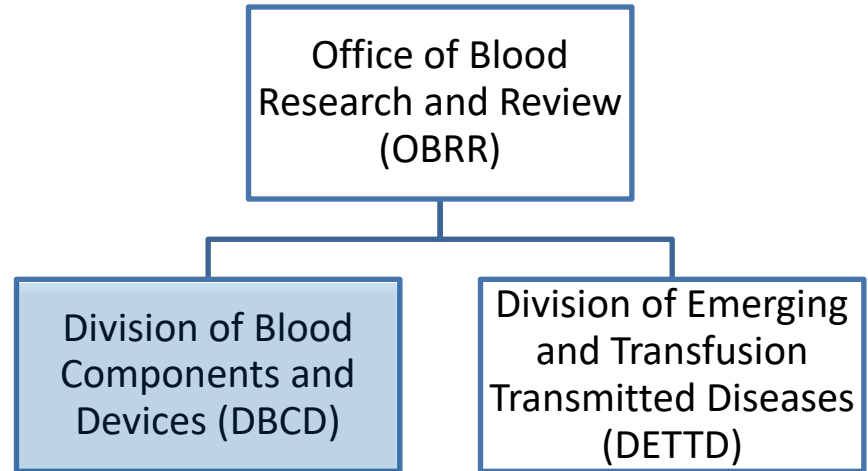 Office of Blood
Research and Review
(OBRR)
Division of Blood
Components and
Devices (DBCD)
Division of Emerging
and Transfusion
Transmitted Diseases
(DETTD)